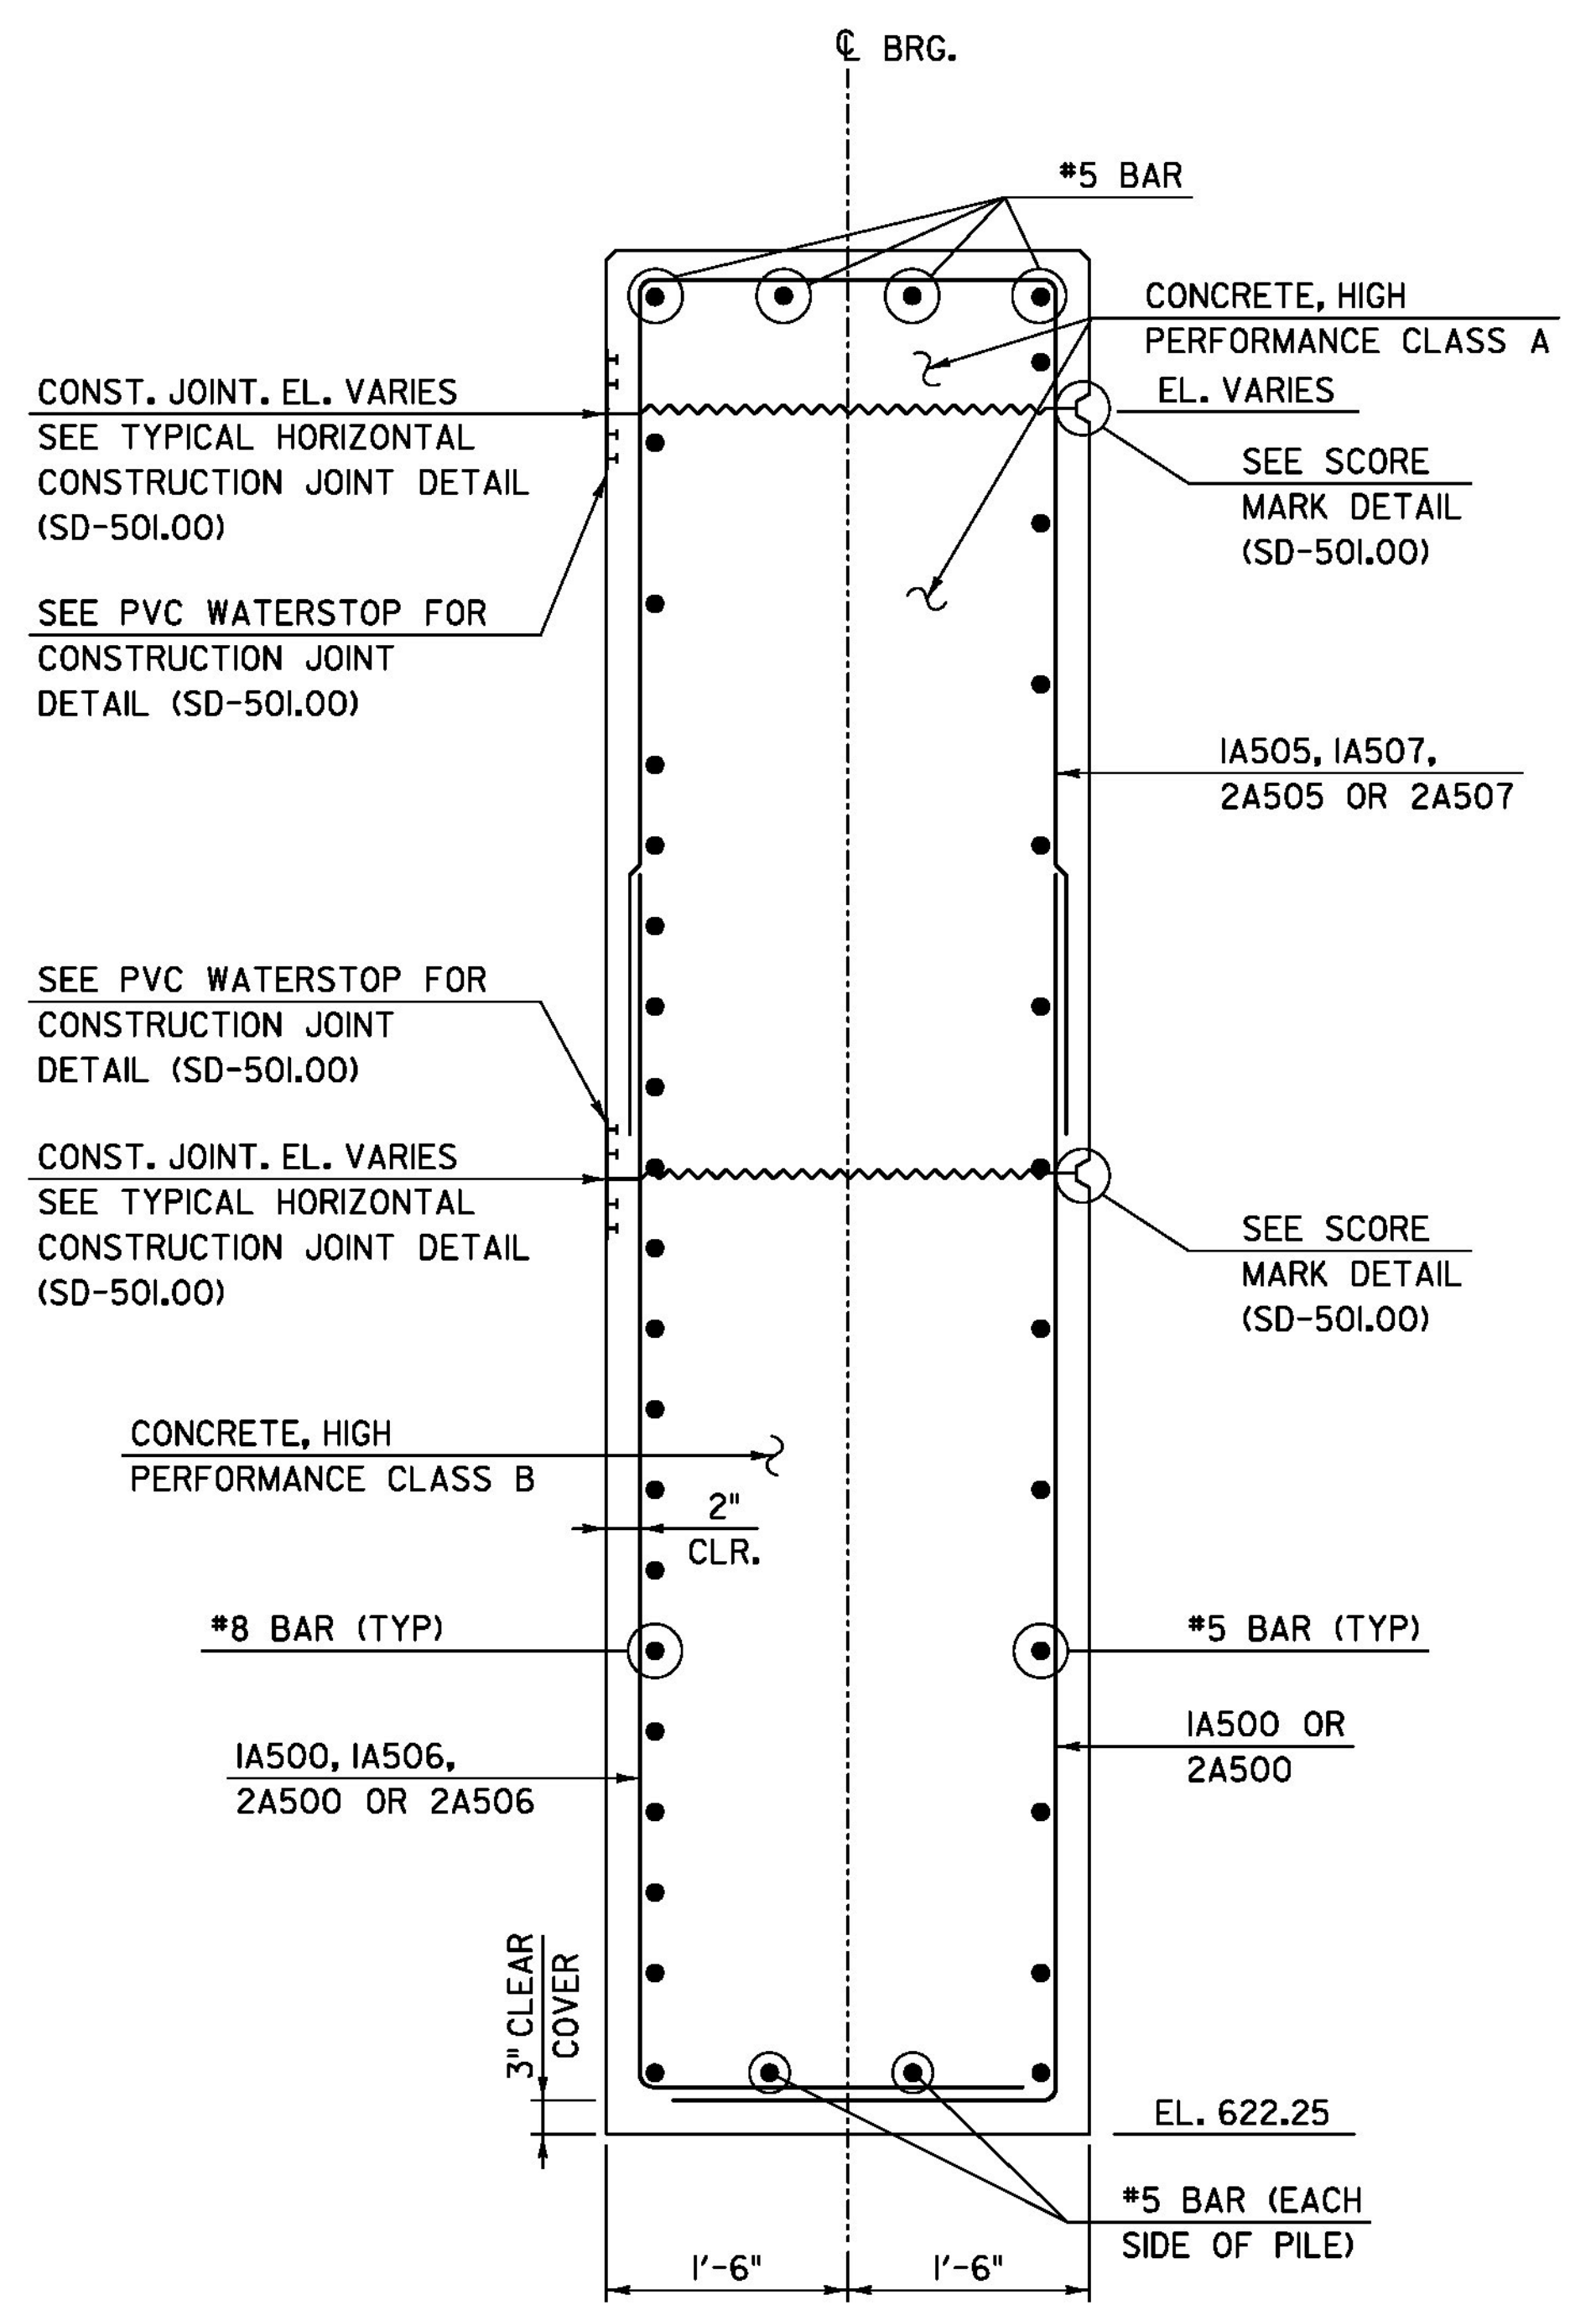 ℄ BRG.
#5 BAR
CONCRETE, HIGH
PERFORMANCE CLASS A
EL. VARIES
CONST. JOINT. EL. VARIES
SEE TYPICAL HORIZONTAL
CONSTRUCTION JOINT DETAIL
(SD-501.00)
SEE SCORE
MARK DETAIL
(SD-501.00)
SEE PVC WATERSTOP FOR
CONSTRUCTION JOINT
DETAIL (SD-501.00)
1A505, 1A507,
2A505 OR 2A507
SEE PVC WATERSTOP FOR
CONSTRUCTION JOINT
DETAIL (SD-501.00)
CONST. JOINT. EL. VARIES
SEE TYPICAL HORIZONTAL
CONSTRUCTION JOINT DETAIL
(SD-501.00)
SEE SCORE
MARK DETAIL
(SD-501.00)
CONCRETE, HIGH
PERFORMANCE CLASS B
2"
CLR.
#8 BAR (TYP)
#5 BAR (TYP)
1A500, 1A506,
2A500 OR 2A506
1A500 OR
2A500
3" CLEAR
COVER
EL. 622.25
#5 BAR (EACH
SIDE OF PILE)
1'-6"
1'-6"